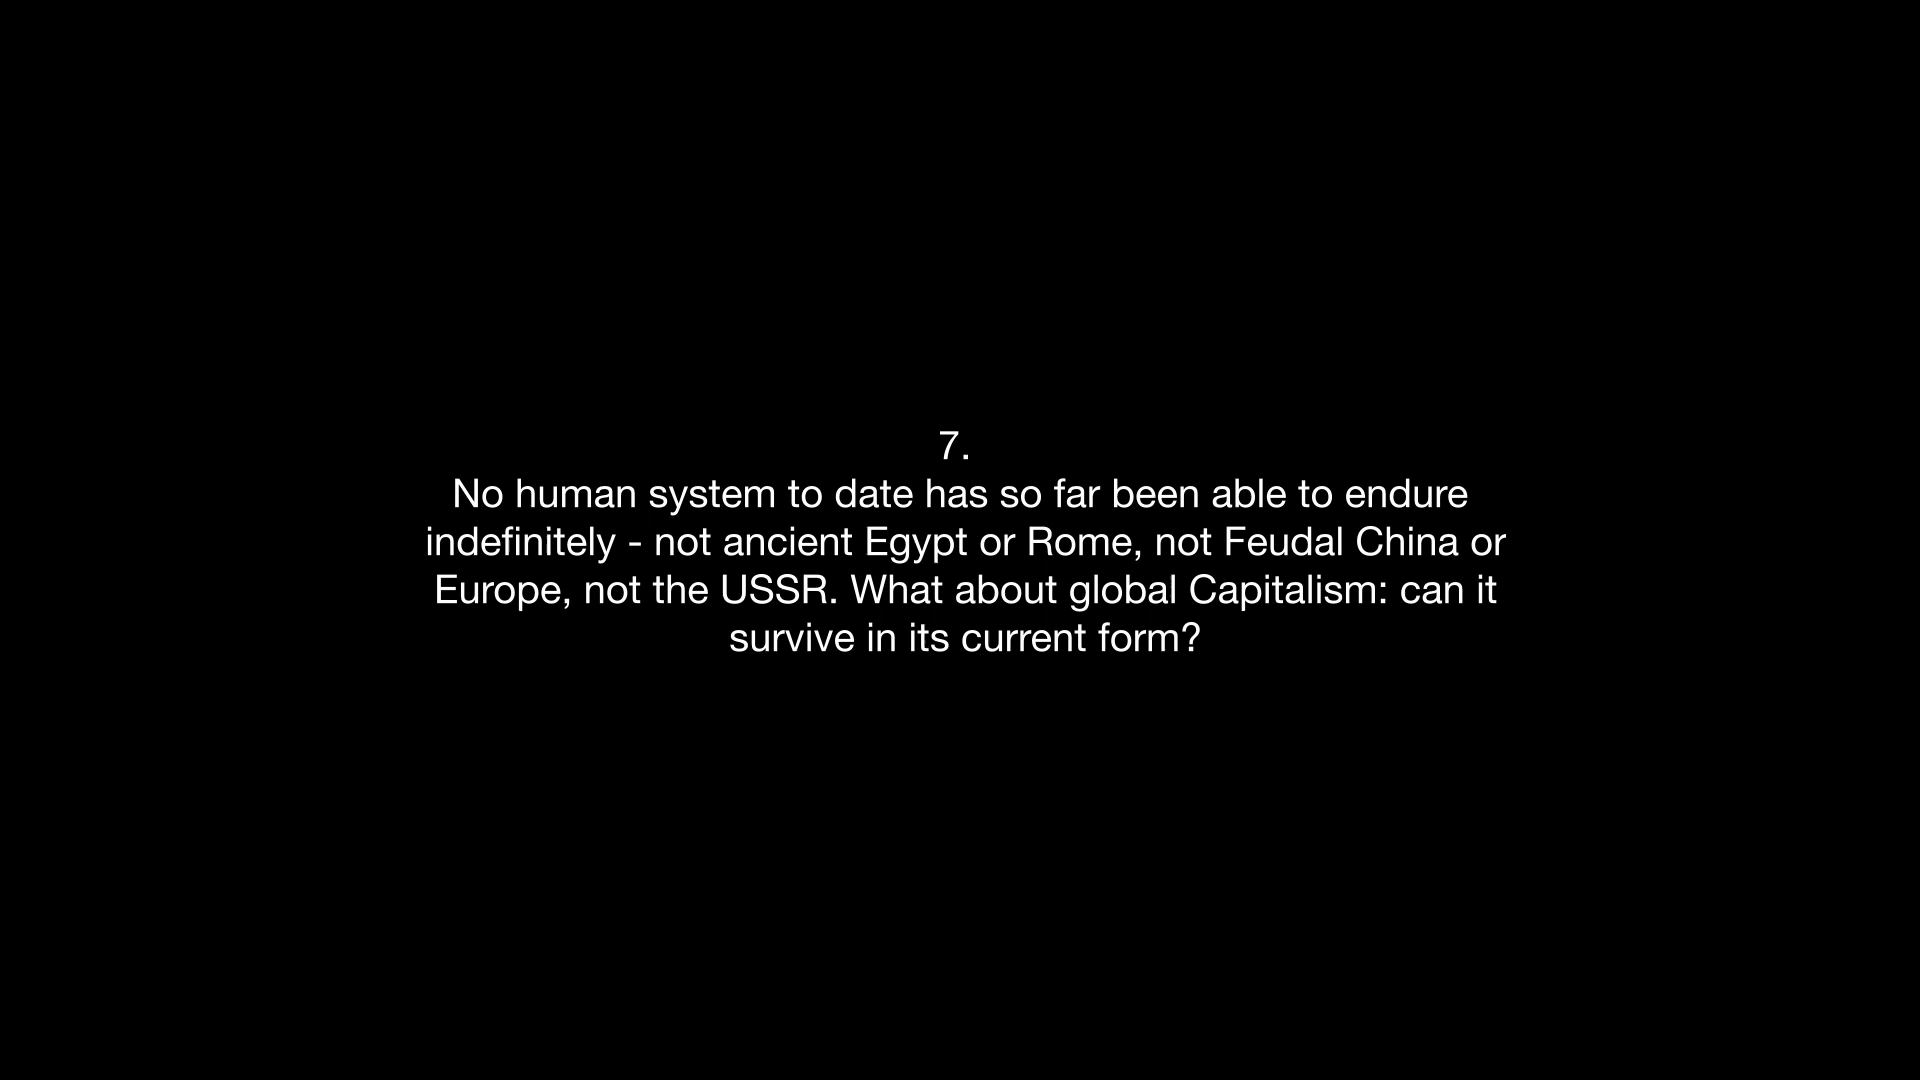 7.
No human system to date has so far been able to endure
indefinitely - not ancient Egypt or Rome, not Feudal China or
Europe, not the USSR. What about global Capitalism: can it
survive in its current form?